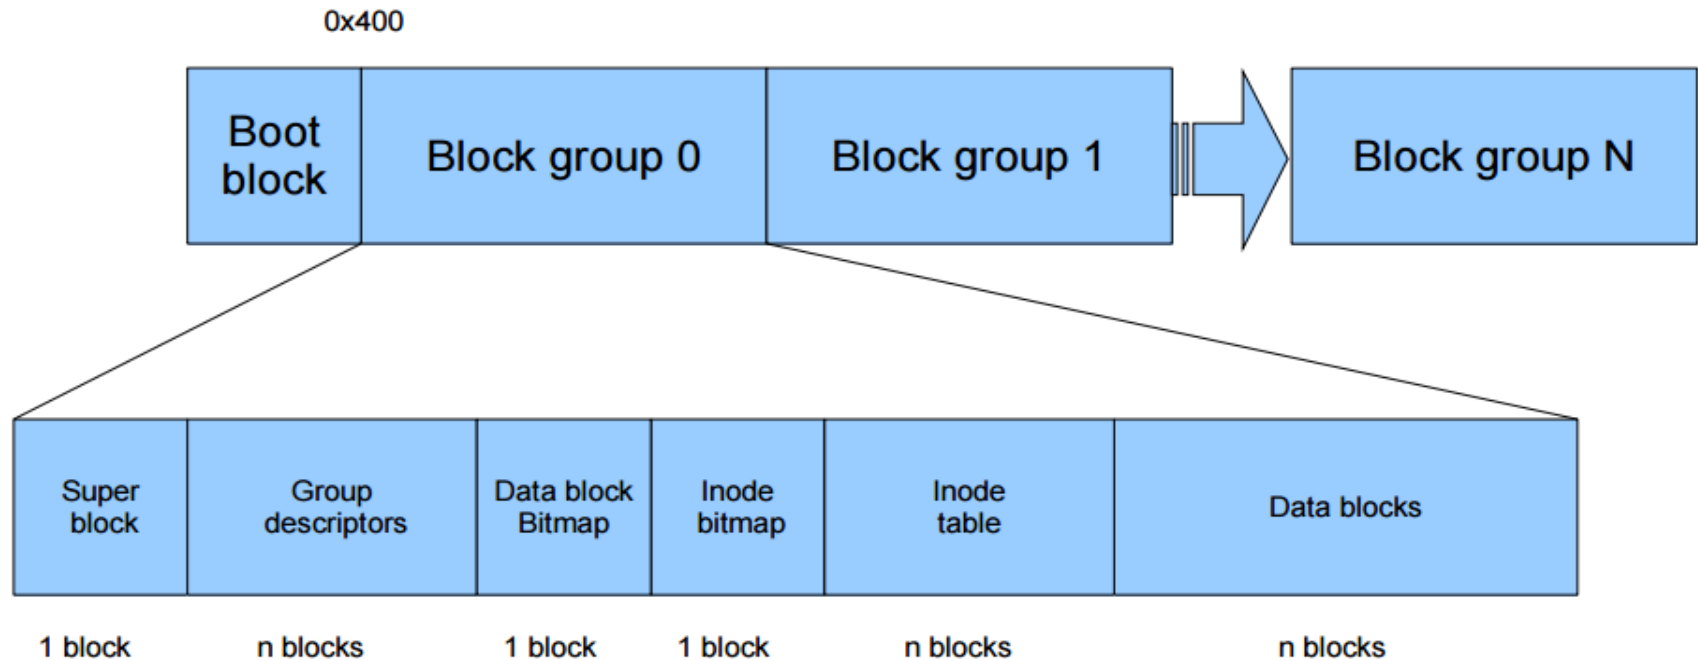 0x400
Boot
block
Block group 0
Block group 1
Block group N
Super
block
Group
descriptors
Data block
Bitmap
Inode
bitmap
Inode
table
Data blocks
1 block
n blocks
1 block
1 block
n blocks
n blocks